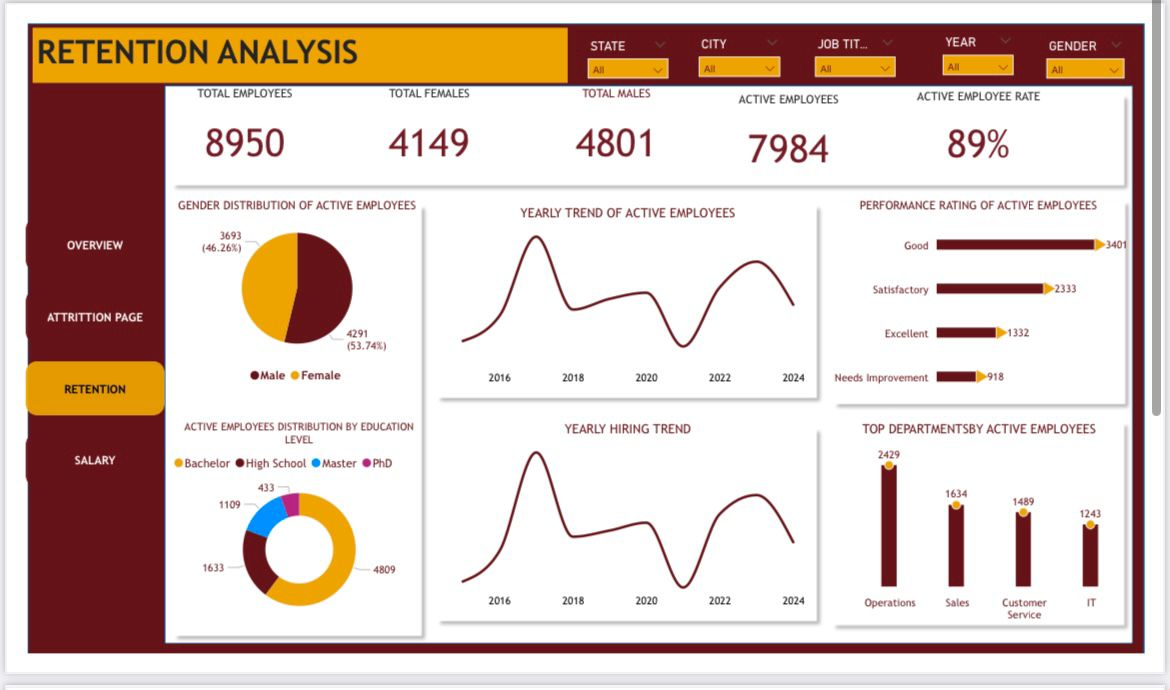 RETENTION ANALYSIS
STATE
All
CITY
All
JOB TIT...
All
YEAR
All
GENDER
All
OVERVIEW
ATTRITTION PAGE
RETENTION
SALARY
TOTAL EMPLOYEES
8950
TOTAL FEMALES
4149
TOTAL MALES
4801
ACTIVE EMPLOYEES
7984
ACTIVE EMPLOYEE RATE
89%
GENDER DISTRIBUTION OF ACTIVE EMPLOYEES
3693
(46.26%)
4291
(53.74%)
Male Female
YEARLY TREND OF ACTIVE EMPLOYEES
2016 2018 2020 2022 2024
PERFORMANCE RATING OF ACTIVE EMPLOYEES
Good 3401
Satisfactory 2333
Excellent 1332
Needs Improvement 918
ACTIVE EMPLOYEES DISTRIBUTION BY EDUCATION
LEVEL
Bachelor High School Master PhD
433
1109
1633
4809
YEARLY HIRING TREND
2016 2018 2020 2022 2024
TOP DEPARTMENTSBY ACTIVE EMPLOYEES
2429
1634
1489
1243
Operations Sales Customer IT
Service